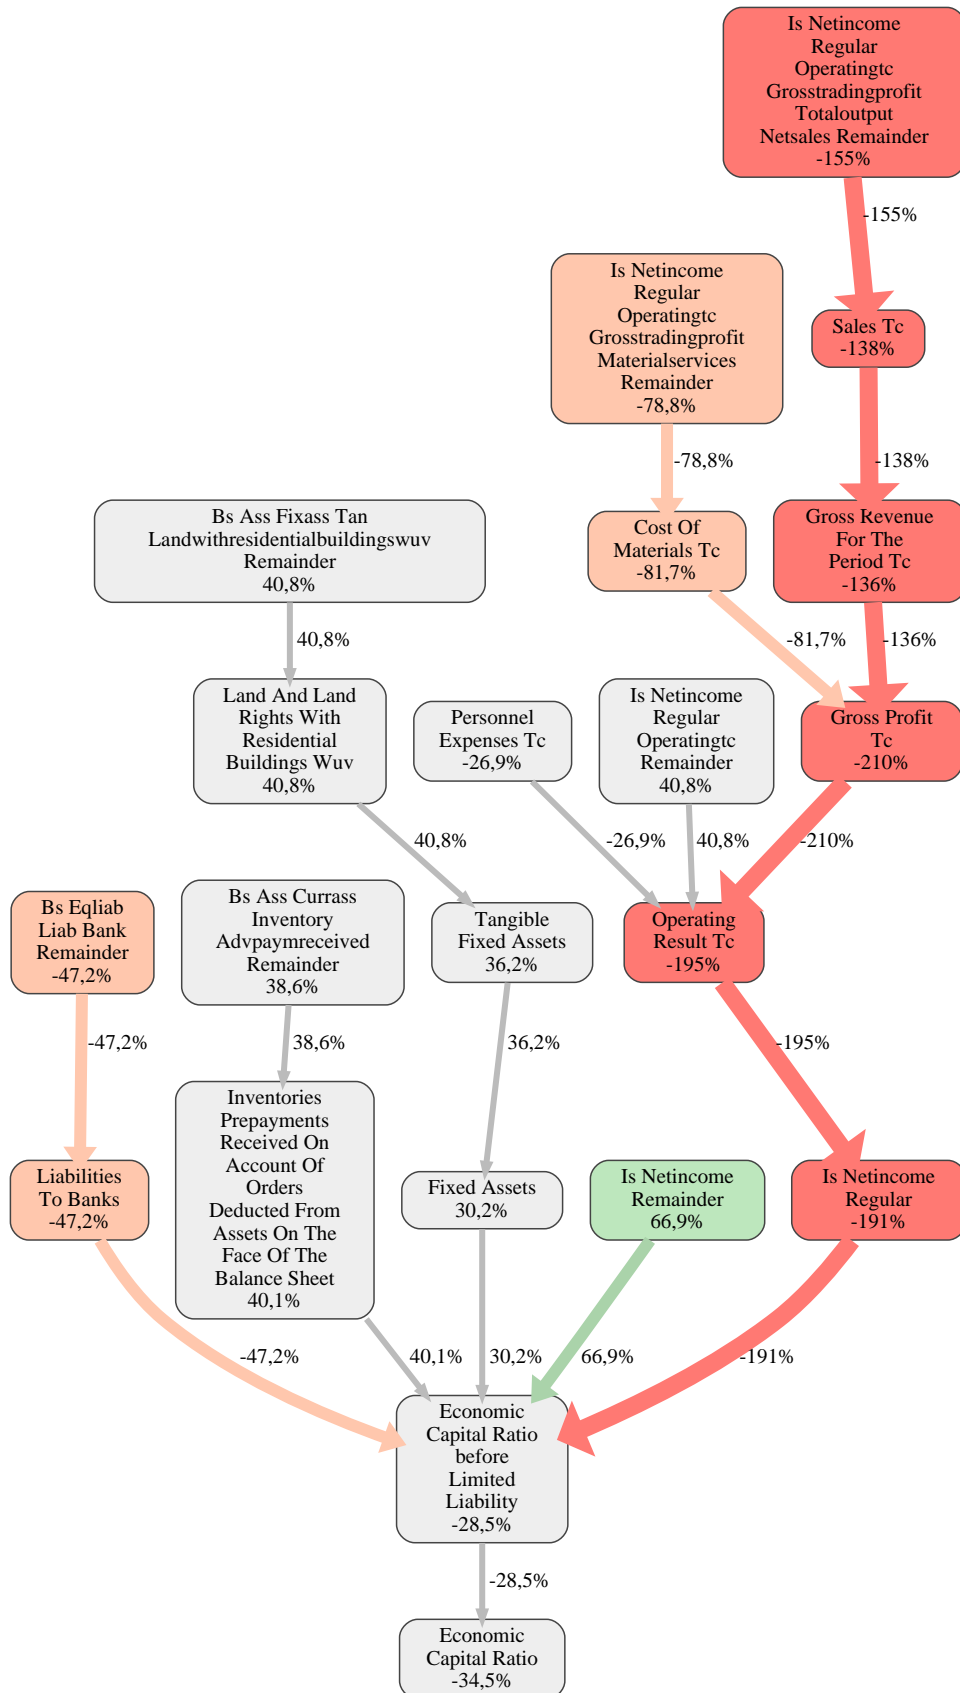 Is Netincome
Regular
Operatingtc
Grosstradingprofit
Totaloutput
Netsales Remainder
-155%
-155%
Is Netincome
Regular
Operatingtc
Grosstradingprofit
Materialservices
Remainder
-78,8%
Sales Tc
-138%
-78,8%
-138%
Bs Ass Fixass Tan
Landwithresidentialbuildingswuv
Remainder
40,8%
Cost Of
Materials Tc
-81,7%
Gross Revenue
For The
Period Tc
-136%
40,8%
-81,7%
-136%
Land And Land
Rights With
Residential
Buildings Wuv
40,8%
Personnel
Expenses Tc
-26,9%
Is Netincome
Regular
Operatingtc
Remainder
40,8%
Gross Profit
Tc
-210%
40,8%
-26,9%
40,8%
-210%
Bs Eqliab
Liab Bank
Remainder
-47,2%
Bs Ass Currass
Inventory
Advpaymreceived
Remainder
38,6%
Tangible
Fixed Assets
36,2%
Operating
Result Tc
-195%
-47,2%
38,6%
36,2%
-195%
Liabilities
To Banks
-47,2%
Inventories
Prepayments
Received On
Account Of
Orders
Deducted From
Assets On The
Face Of The
Balance Sheet
40,1%
Fixed Assets
30,2%
Is Netincome
Remainder
66,9%
Is Netincome
Regular
-191%
-47,2%
40,1%
30,2%
66,9%
-191%
Economic
Capital Ratio
before
Limited
Liability
-28,5%
-28,5%
Economic
Capital Ratio
-34,5%